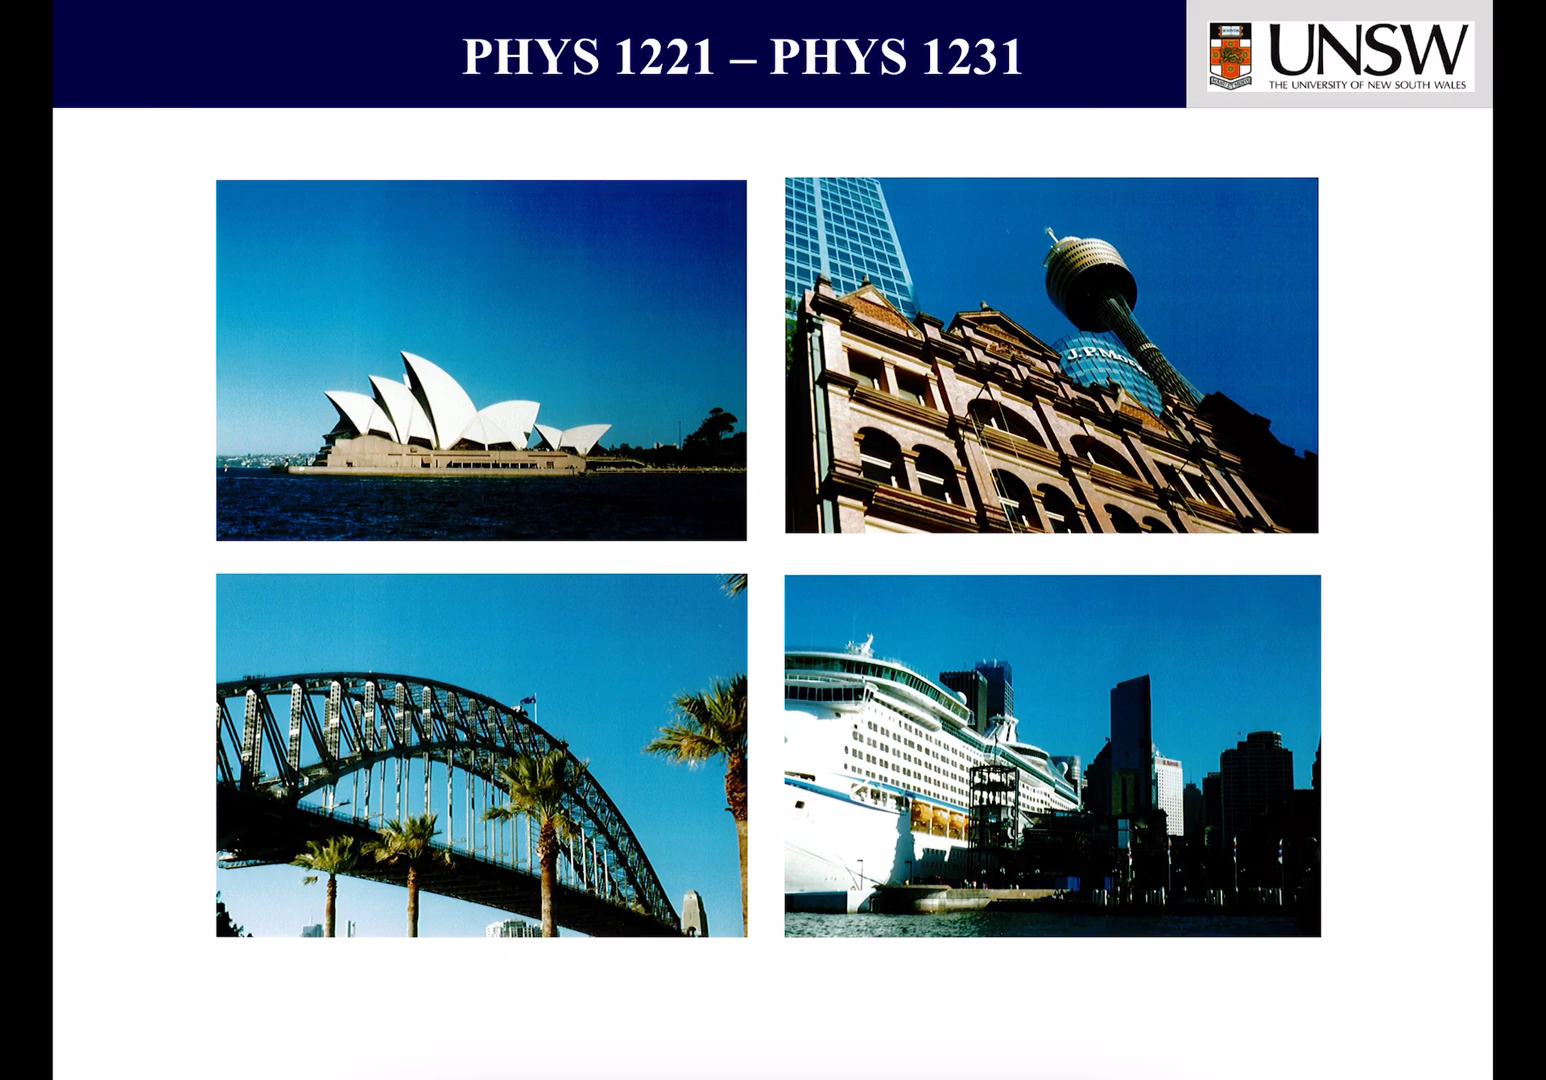 PHYS 1221 – PHYS 1231
UNSW
THE UNIVERSITY OF NEW SOUTH WALES